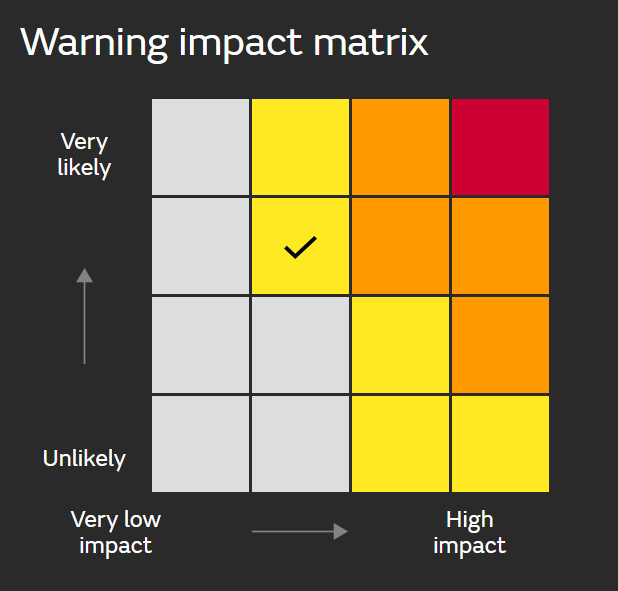 Warning impact matrix
Very
likely
Unlikely
Very low
impact
High
impact